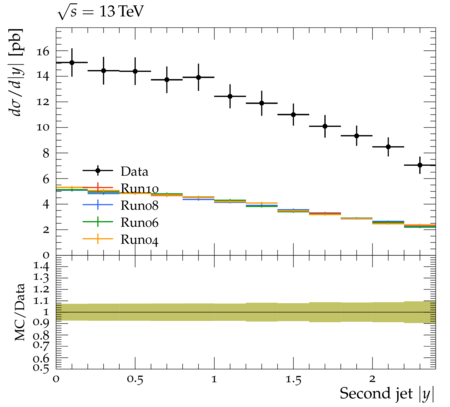 √s = 13 TeV
dσ/d|y| [pb]
16
14
12
10
8
6
4
2
0
Data
Run10
Run08
Run06
Run04
MC/Data
1.4
1.3
1.2
1.1
1
0.9
0.8
0.7
0.6
0.5
0 0.5 1 1.5 2
Second jet |y|